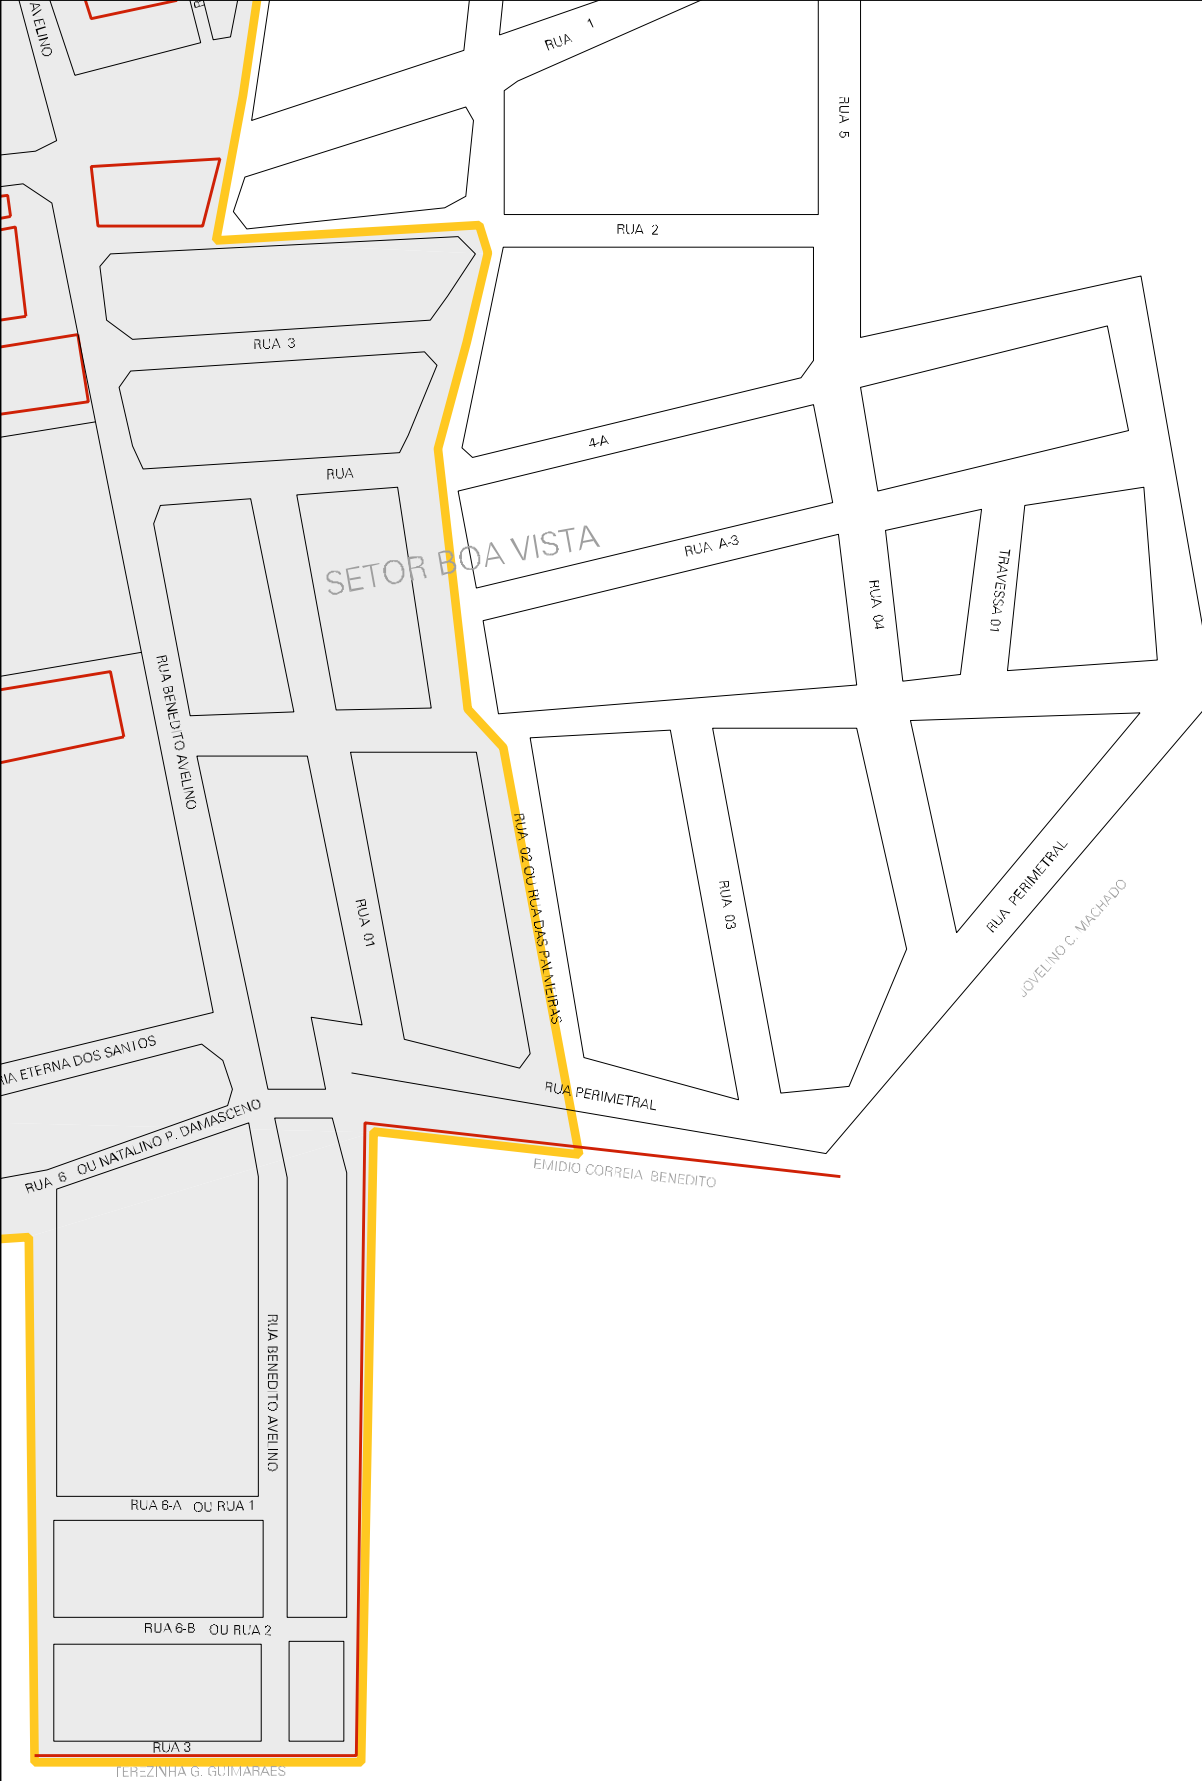 AVELINO
R
RUA 1
RUA 5
RUA 2
RUA 3
4-A
RUA
SETOR BOA VISTA
RUA A-3
RUA 04
TRAVESSA 01
RUA BENEDITO AVELINO
RUA 02 OU RUA DAS PALMEIRAS
RUA 01
RUA 03
RUA PERIMETRAL
JOVELINO C. MACHADO
RIA ETERNA DOS SANTOS
RUA PERIMETRAL
RUA 6 OU NATALINO P. DAMASCENO
EMIDIO CORREIA BENEDITO
RUA BENEDITO AVELINO
RUA 6-A OU RUA 1
RUA 6-B OU RUA 2
RUA 3
TEREZINHA G. GUIMARAES